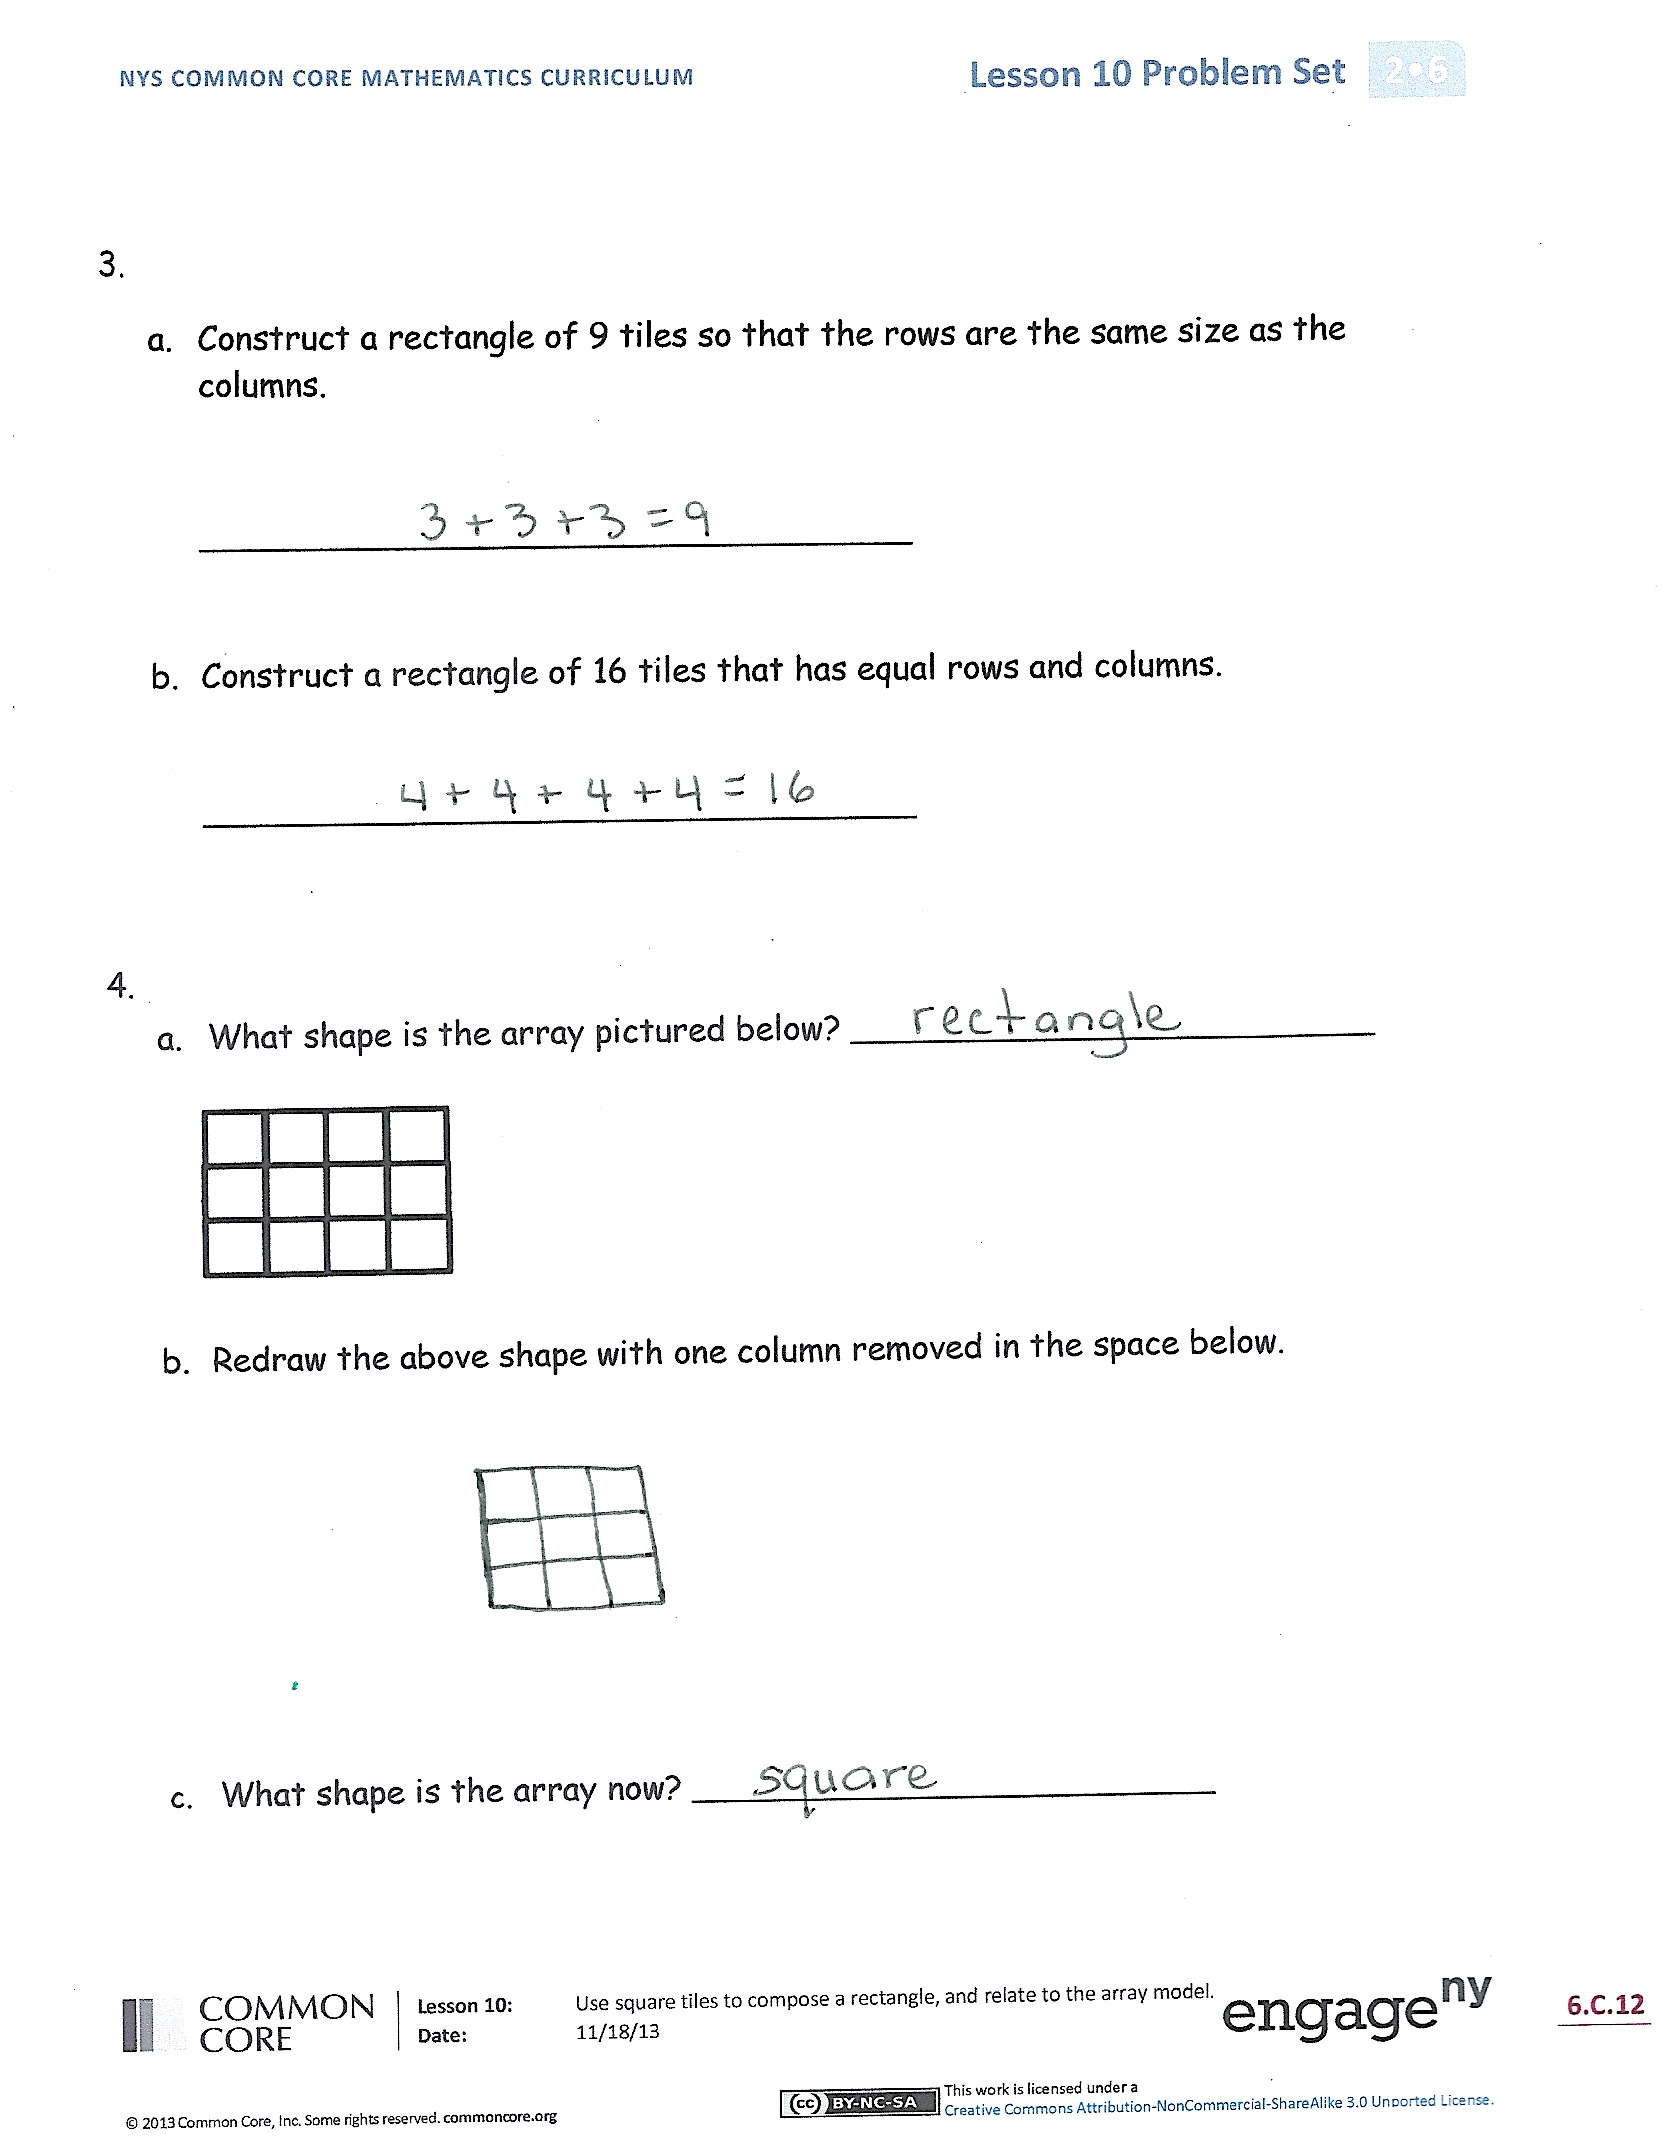 NYS COMMON CORE MATHEMATICS CURRICULUM
Lesson 10 Problem Set 2•6
3.
a. Construct a rectangle of 9 tiles so that the rows are the same size as the
columns.
3 + 3 + 3 = 9
b. Construct a rectangle of 16 tiles that has equal rows and columns.
4 + 4 + 4 + 4 = 16
4.
a. What shape is the array pictured below? rectangle
b. Redraw the above shape with one column removed in the space below.
c. What shape is the array now? square
COMMON
CORE
Lesson 10:
Date:
Use square tiles to compose a rectangle, and relate to the array model.
11/18/13
engageny
6.C.12
© 2013 Common Core, Inc. Some rights reserved. commoncore.org
(cc) BY-NC-SA
This work is licensed under a
Creative Commons Attribution-NonCommercial-ShareAlike 3.0 Unported License.